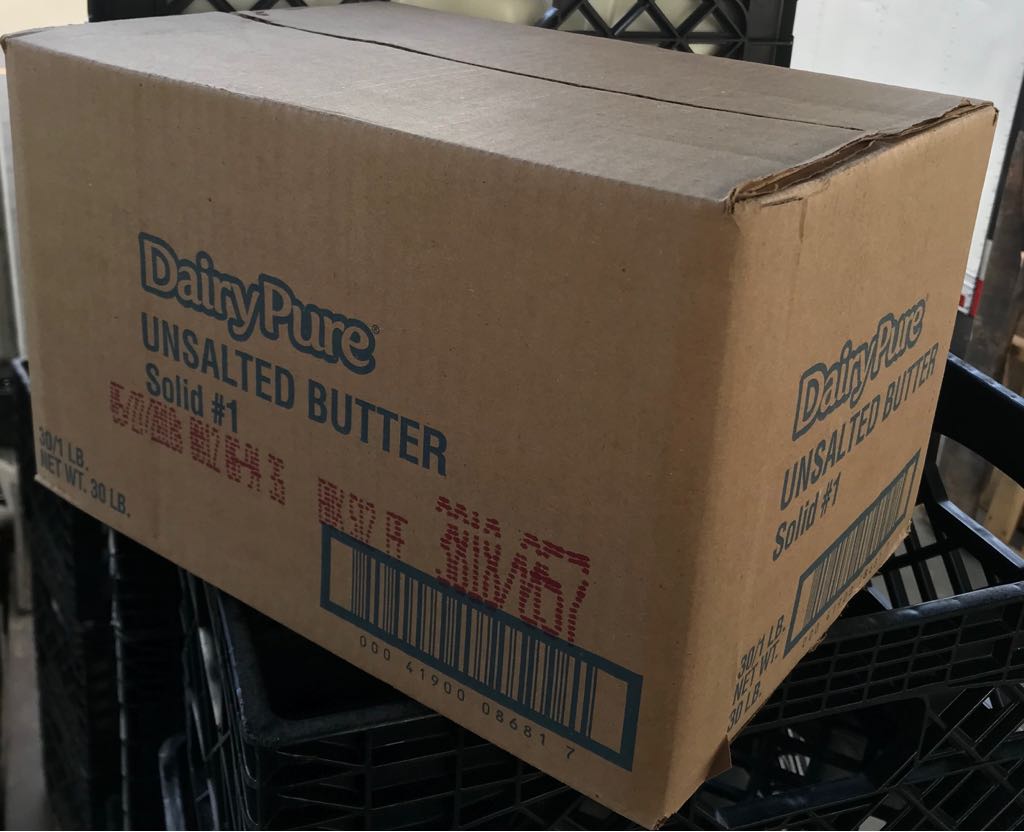 DairyPure®
UNSALTED BUTTER
Solid #1
30/1 LB.
NET WT. 30 LB.
000 41900 08681 7
DairyPure
UNSALTED BUTTER
Solid #1
30/1 LB.
NET WT.
30 LB.